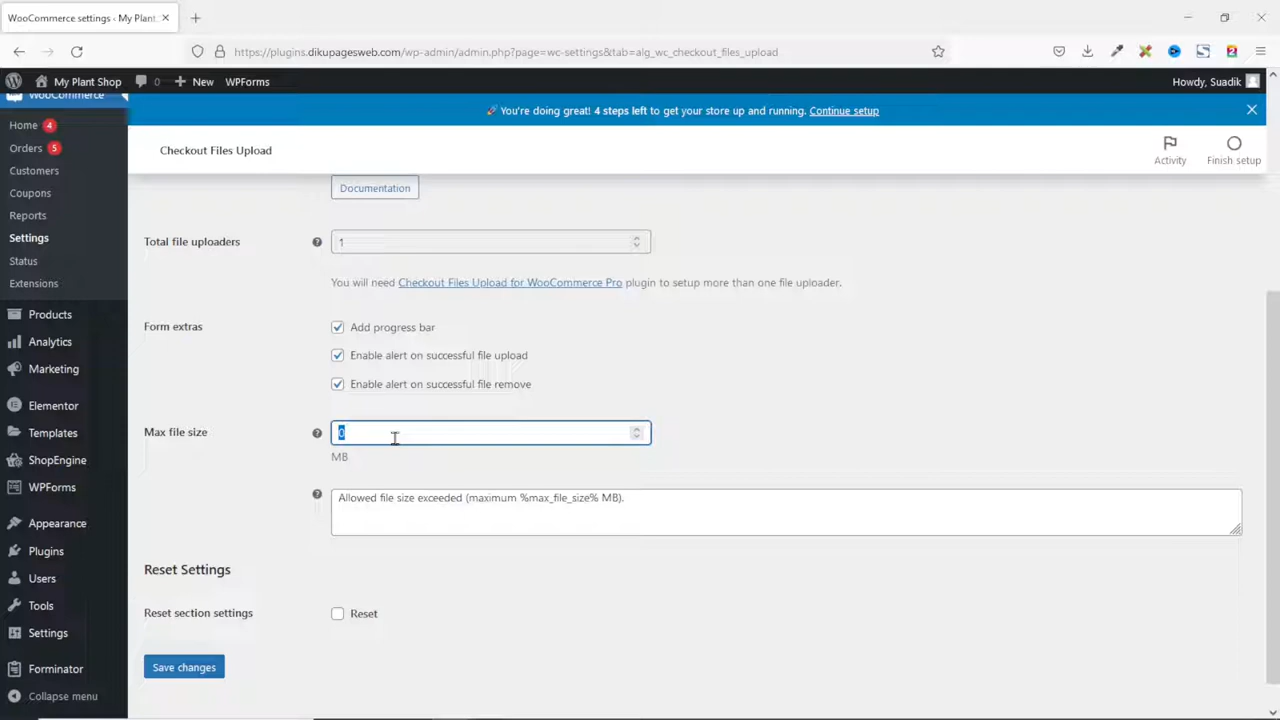 WooCommerce settings - My Plant
https://plugins.dikupagesweb.com/wp-admin/admin.php?page=wc-settings&tab=alg_wc_checkout_files_upload
My Plant Shop
0
New
WPForms
Howdy, Suadik
WooCommerce
🚀 You're doing great! 4 steps left to get your store up and running. Continue setup
Home 4
Orders 5
Customers
Coupons
Reports
Settings
Status
Extensions
Products
Analytics
Marketing
Elementor
Templates
ShopEngine
WPForms
Appearance
Plugins
Users
Tools
Settings
Forminator
Collapse menu
Checkout Files Upload
Activity
Finish setup
Documentation
Total file uploaders
1
You will need Checkout Files Upload for WooCommerce Pro plugin to setup more than one file uploader.
Form extras
Add progress bar
Enable alert on successful file upload
Enable alert on successful file remove
Max file size
0
MB
Allowed file size exceeded (maximum %max_file_size% MB).
Reset Settings
Reset section settings
Reset
Save changes